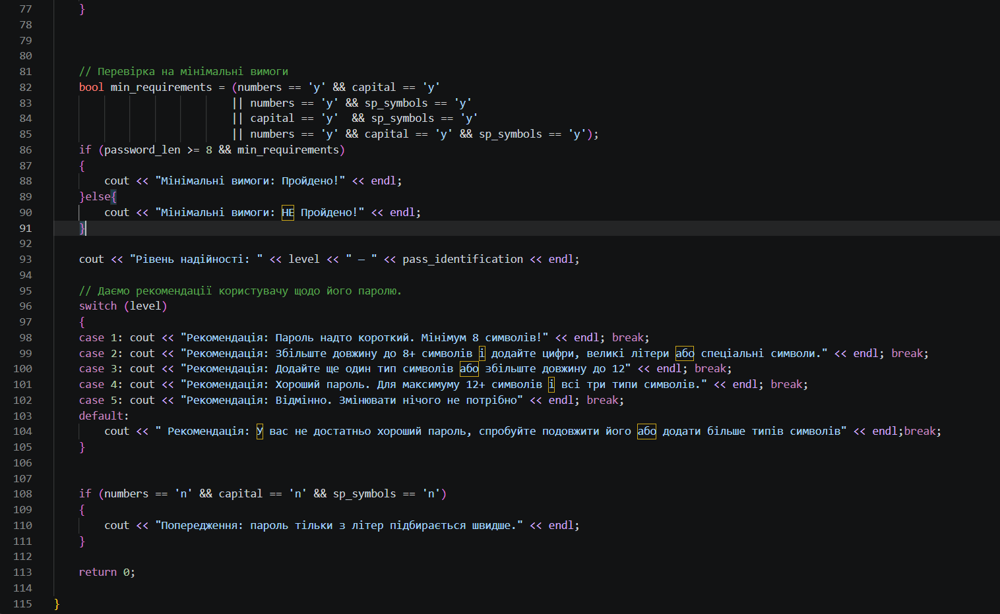 77 }
78
79
80
81 // Перевірка на мінімальні вимоги
82 bool min_requirements = (numbers == 'y' && capital == 'y'
83 || numbers == 'y' && sp_symbols == 'y'
84 || capital == 'y'  && sp_symbols == 'y'
85 || numbers == 'y' && capital == 'y' && sp_symbols == 'y');
86 if (password_len >= 8 && min_requirements)
87 {
88 cout << "Мінімальні вимоги: Пройдено!" << endl;
89 }else{
90 cout << "Мінімальні вимоги: НЕ Пройдено!" << endl;
91 }
92
93 cout << "Рівень надійності: " << level << " – " << pass_identification << endl;
94
95 // Даємо рекомендації користувачу щодо його паролю.
96 switch (level)
97 {
98 case 1: cout << "Рекомендація: Пароль надто короткий. Мінімум 8 символів!" << endl; break;
99 case 2: cout << "Рекомендація: Збільште довжину до 8+ символів і додайте цифри, великі літери або спеціальні символи." << endl; break;
100 case 3: cout << "Рекомендація: Додайте ще один тип символів або збільште довжину до 12" << endl; break;
101 case 4: cout << "Рекомендація: Хороший пароль. Для максимуму 12+ символів і всі три типи символів." << endl; break;
102 case 5: cout << "Рекомендація: Відмінно. Змінювати нічого не потрібно" << endl; break;
103 default:
104 cout << " Рекомендація: У вас не достатньо хороший пароль, спробуйте подовжити його або додати більше типів символів" << endl;break;
105 }
106
107
108 if (numbers == 'n' && capital == 'n' && sp_symbols == 'n')
109 {
110 cout << "Попередження: пароль тільки з літер підбирається швидше." << endl;
111 }
112
113 return 0;
114
115 }